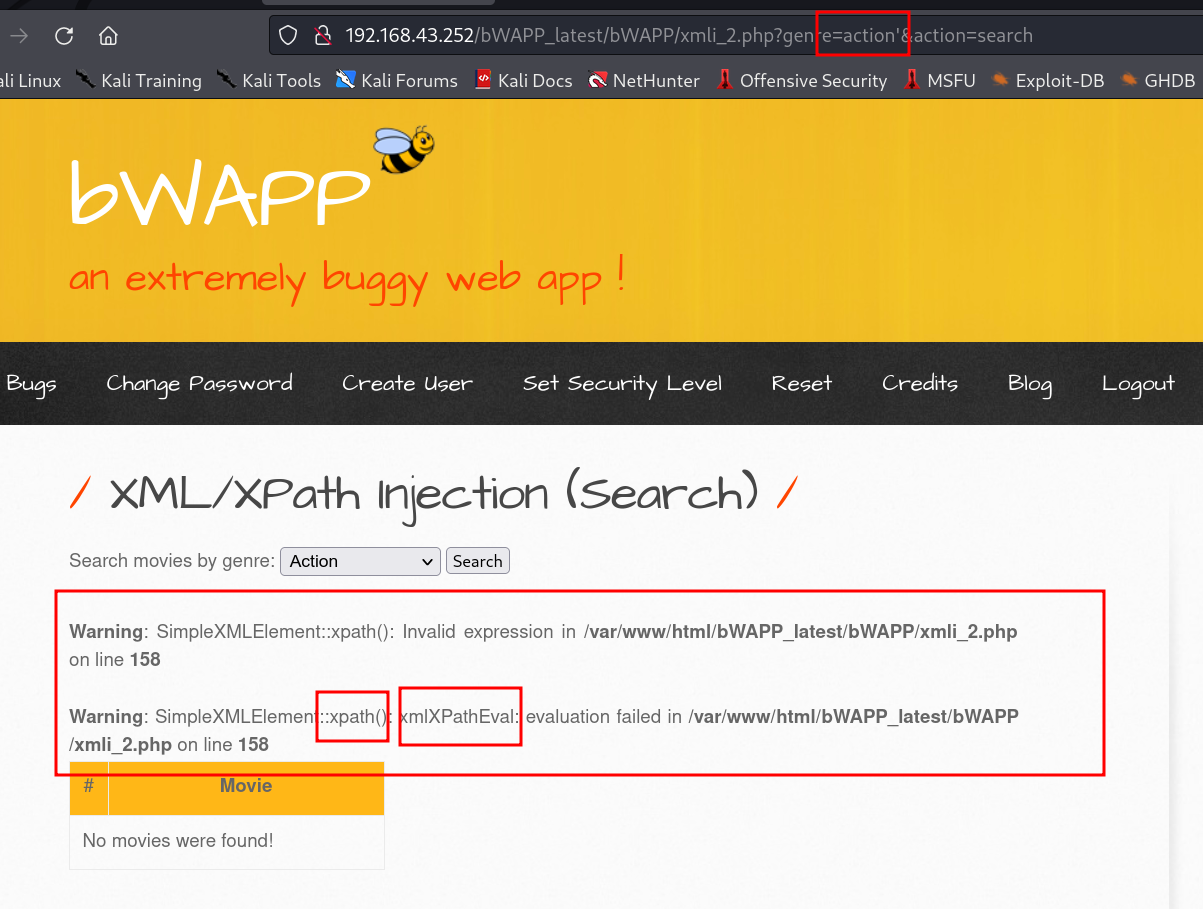 192.168.43.252/bWAPP_latest/bWAPP/xmli_2.php?genre=action'&action=search
ali Linux Kali Training Kali Tools Kali Forums Kali Docs NetHunter Offensive Security MSFU Exploit-DB GHDB
bWAPP
an extremely buggy web app !
Bugs Change Password Create User Set Security Level Reset Credits Blog Logout
/ XML/XPath Injection (Search) /
Search movies by genre: Action Search
Warning: SimpleXMLElement::xpath(): Invalid expression in /var/www/html/bWAPP_latest/bWAPP/xmli_2.php
on line 158
Warning: SimpleXMLElement::xpath(): xmlXPathEval: evaluation failed in /var/www/html/bWAPP_latest/bWAPP
/xmli_2.php on line 158
# Movie
No movies were found!